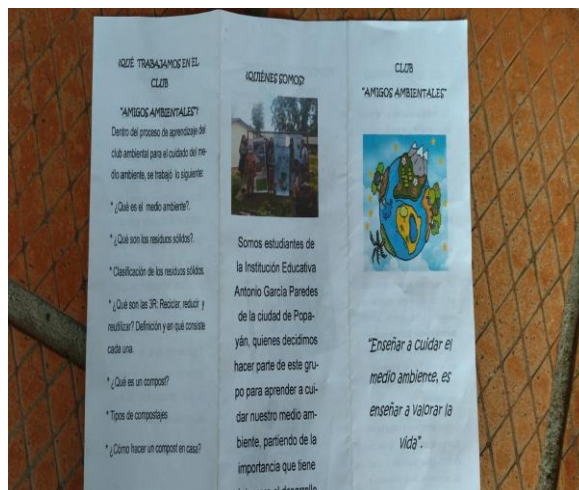 ¿QUÉ TRABAJAMOS EN EL
CLUB
"AMIGOS AMBIENTALES"?
Dentro del proceso de aprendizaje del
club ambiental para el cuidado del me-
dio ambiente, se trabajó lo siguiente:
* ¿Qué es el medio ambiente?.
* ¿Qué son los residuos sólidos?.
* Clasificación de los residuos sólidos.
* ¿Qué son las 3R: Reciclar, reducir y
reutilizar? Definición y en qué consiste
cada una.
* ¿Qué es un compost?
* Tipos de compostajes
* ¿Cómo hacer un compost en casa?
¿QUIÉNES SOMOS?
Somos estudiantes de
la Institución Educativa
Antonio García Paredes
de la ciudad de Popa-
yán, quienes decidimos
hacer parte de este gru-
po para aprender a cui-
dar nuestro medio am-
biente, partiendo de la
importancia que tiene
el desarrollo
CLUB
"AMIGOS AMBIENTALES"
"Enseñar a cuidar el
medio ambiente, es
enseñar a valorar la
vida".